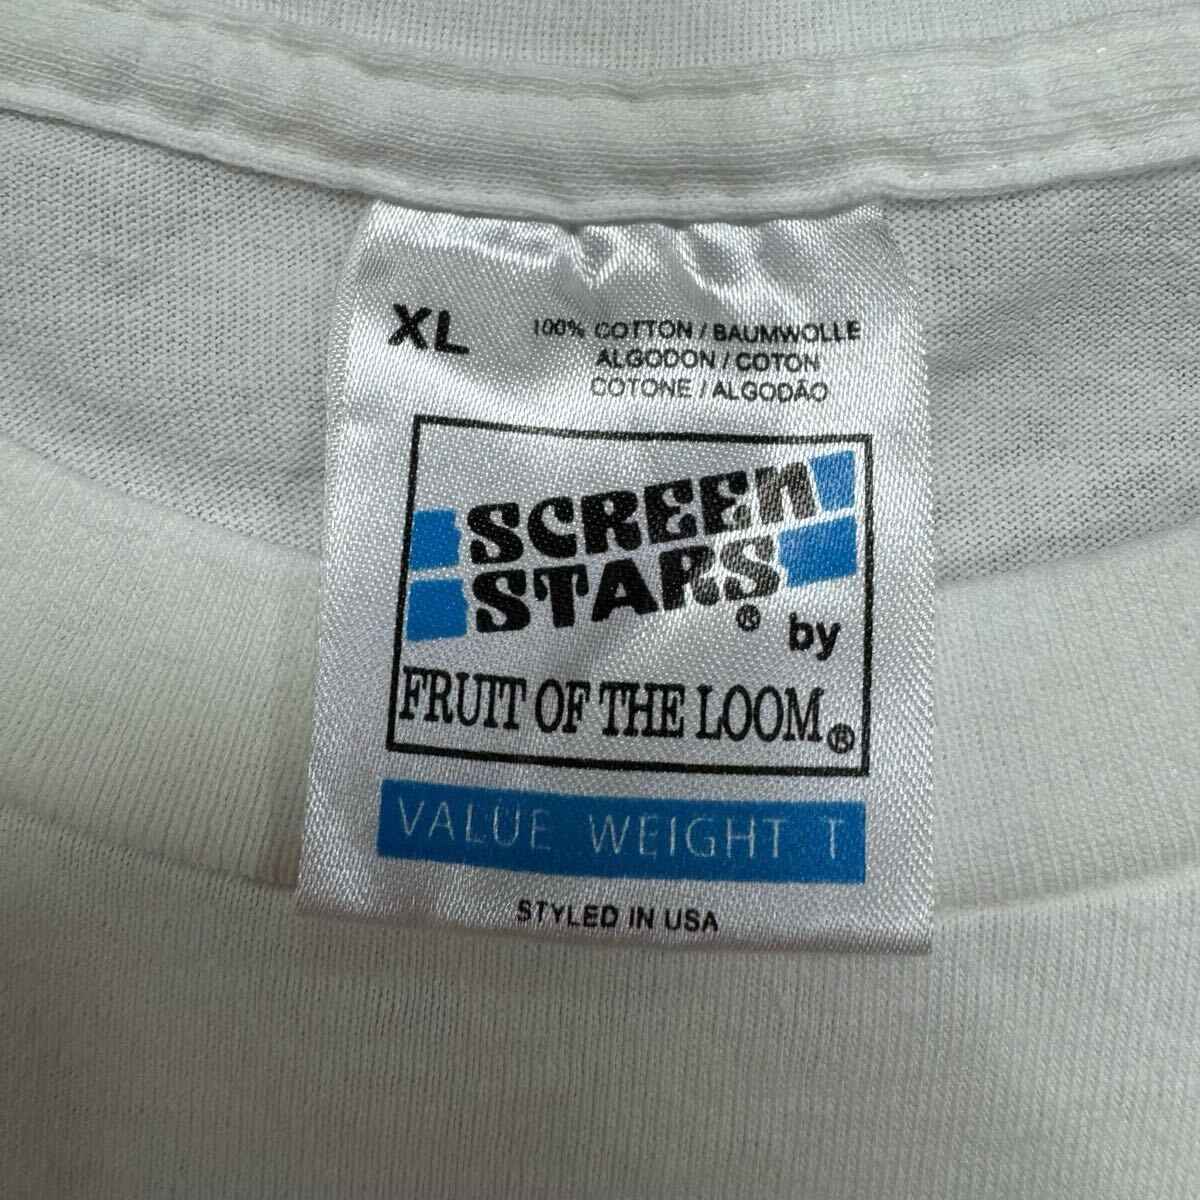 XL
100% COTTON / BAUMWOLLE
ALGODON / COTON
COTONE / ALGODÃO
SCREEN
STARS® by
FRUIT OF THE LOOM®
VALUE WEIGHT T
STYLED IN USA